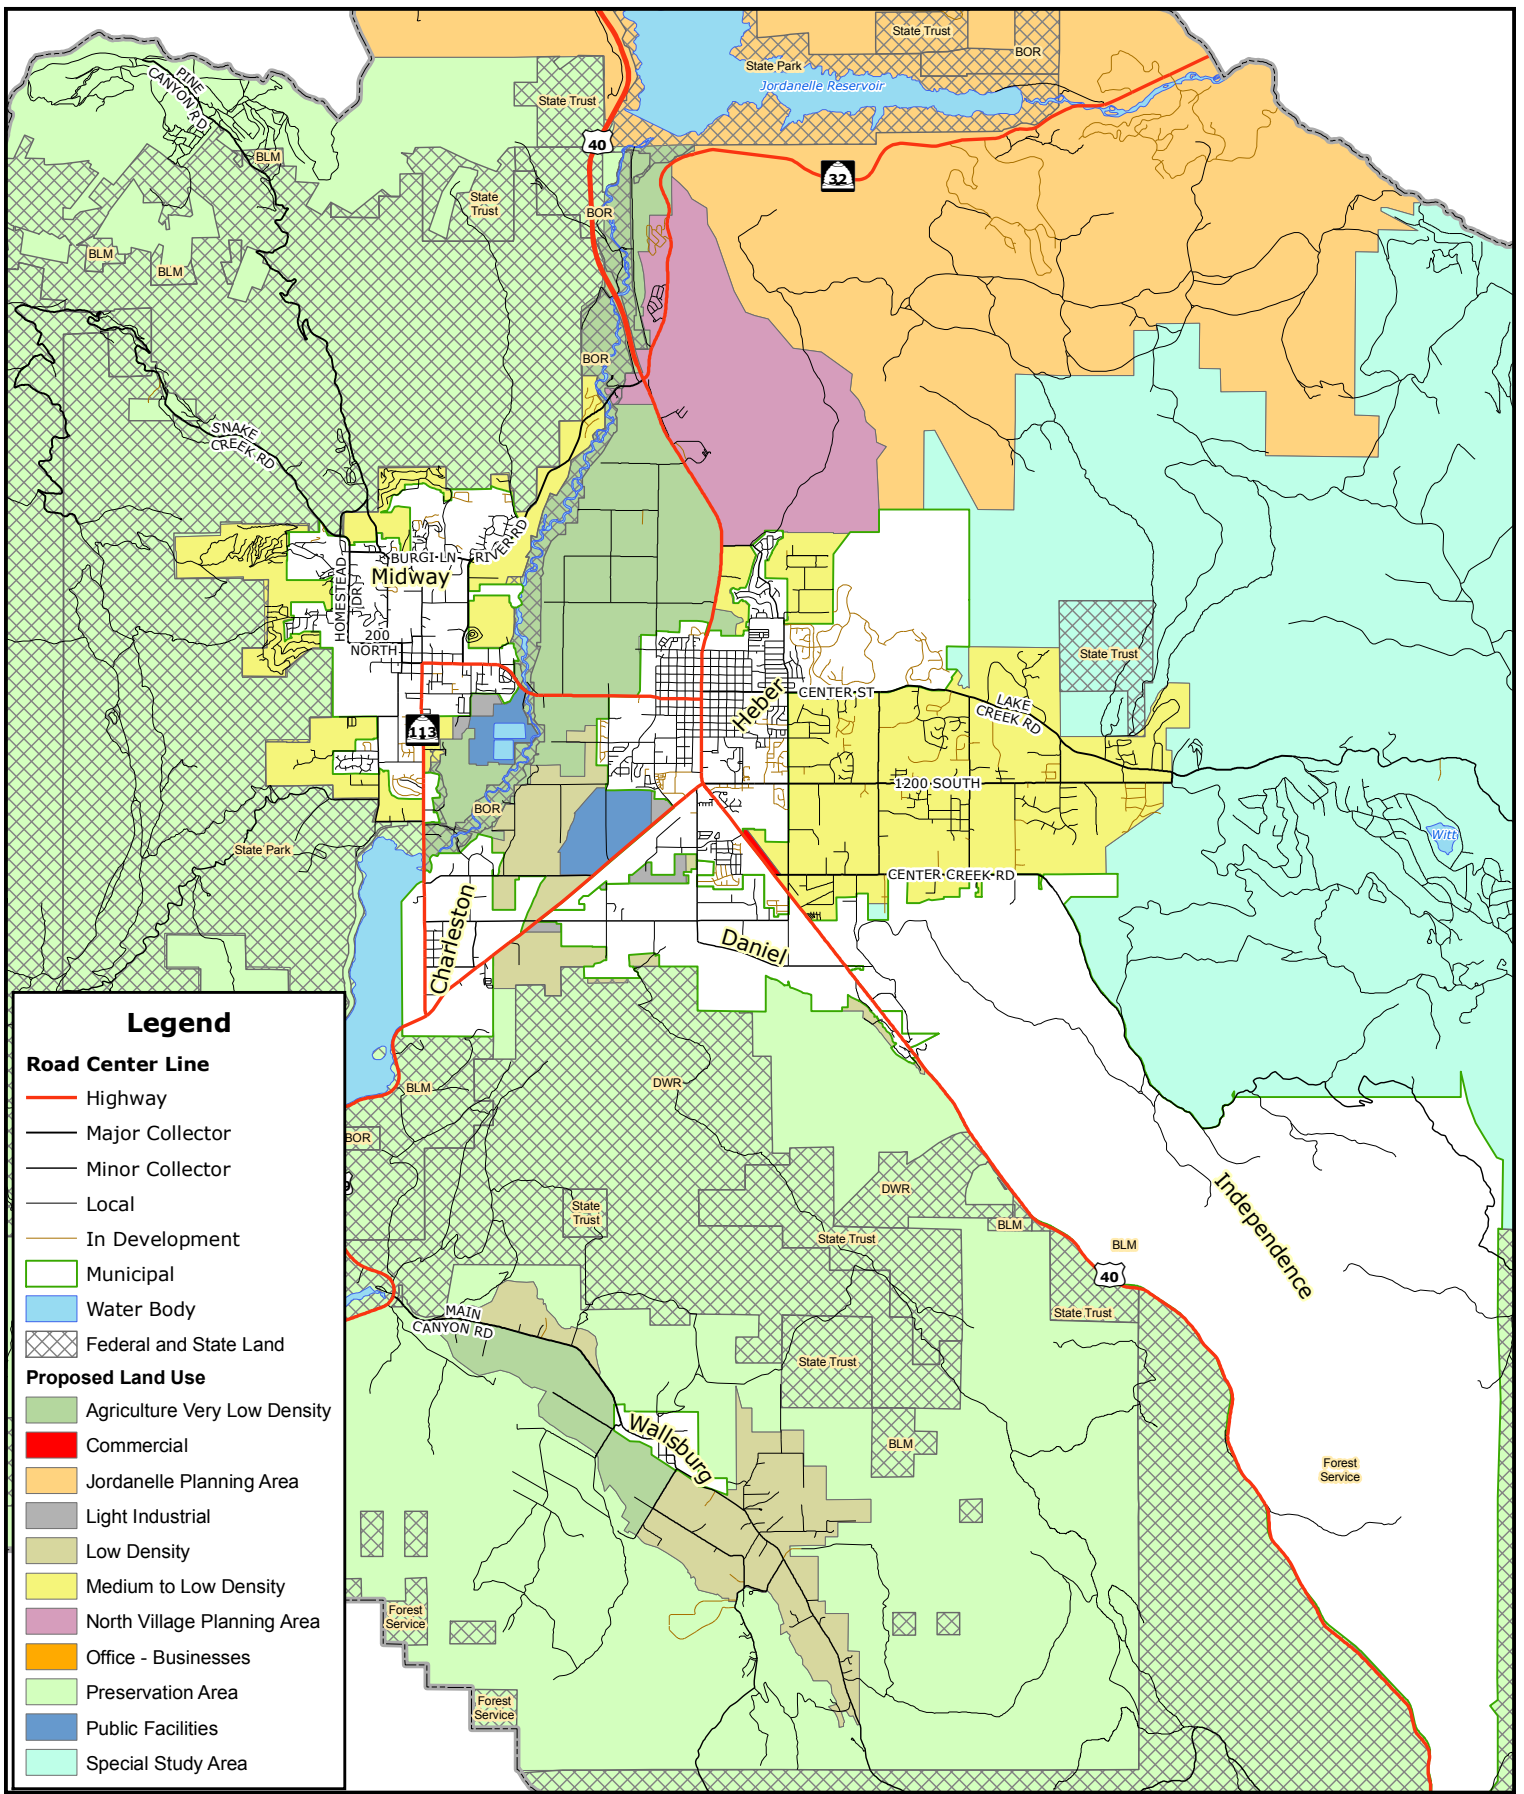 State Trust
BOR
State Park
Jordanelle Reservoir
PINE
CANYON RD
State Trust
40
32
BLM
State
Trust
BOR
BLM
BLM
BOR
SNAKE
CREEK RD
RIVER RD
BURGI LN
Midway
HOMESTEAD
(DR)
200
NORTH
State Trust
CENTER ST
Heber
LAKE
CREEK RD
113
1200 SOUTH
BOR
Witt
State Park
CENTER CREEK RD
Charleston
Daniel
DWR
BLM
BOR
DWR
State
Trust
BLM
State Trust
BLM
Independence
40
State Trust
MAIN
CANYON RD
State Trust
Wallsburg
BLM
Forest
Service
Forest
Service
Forest
Service
Legend
Road Center Line
Highway
Major Collector
Minor Collector
Local
In Development
Municipal
Water Body
Federal and State Land
Proposed Land Use
Agriculture Very Low Density
Commercial
Jordanelle Planning Area
Light Industrial
Low Density
Medium to Low Density
North Village Planning Area
Office - Businesses
Preservation Area
Public Facilities
Special Study Area